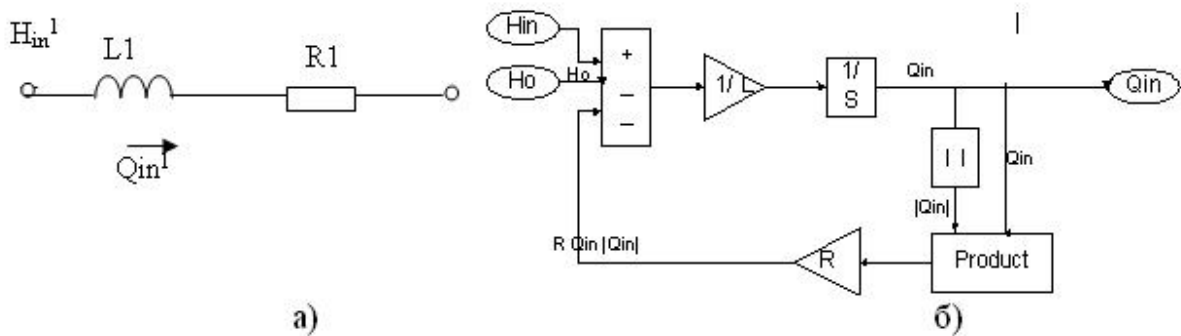 Hin¹
L1
R1
Qin¹
а)
Hin
Ho
Ho
+
–
–
1/ L
1/
S
Qin
Qin
| |
Qin
|Qin|
Product
R
R Qin |Qin|
|
б)